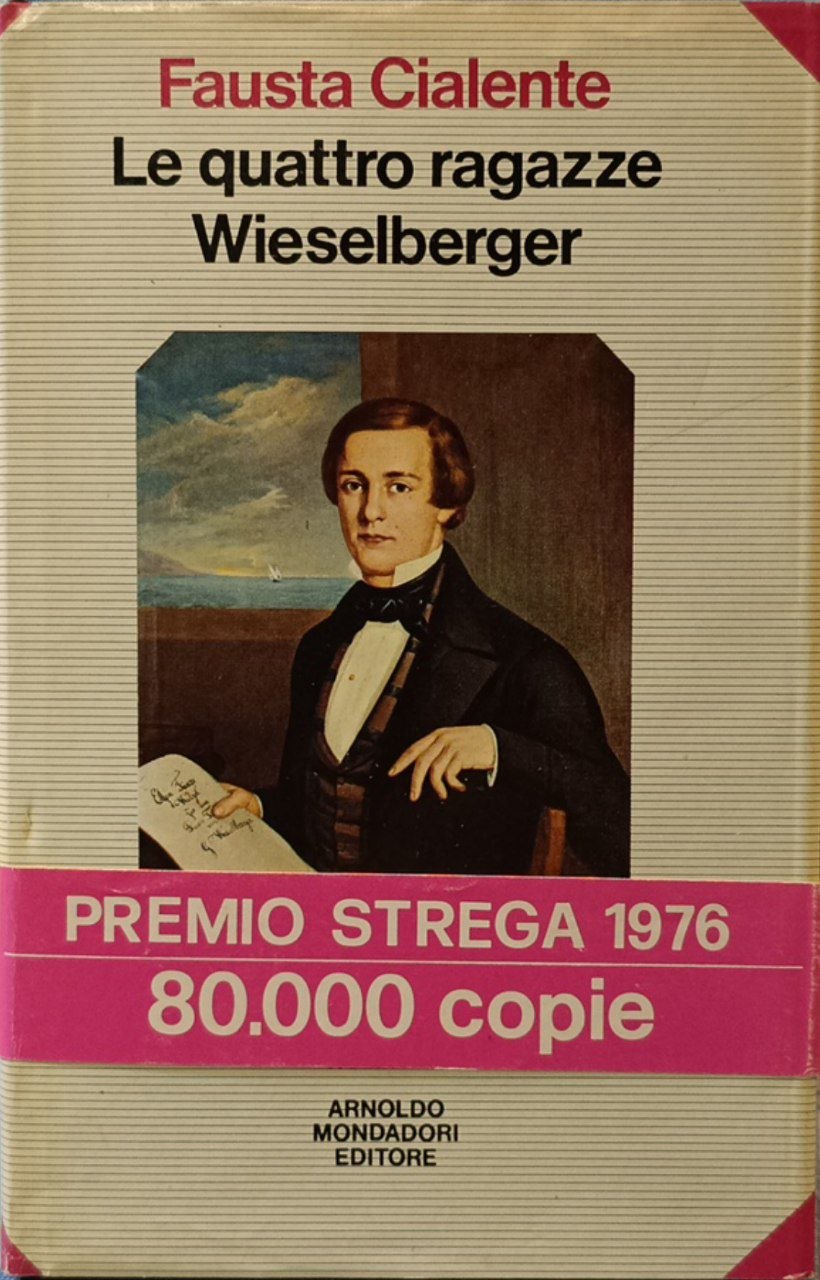 Fausta Cialente
Le quattro ragazze
Wieselberger
PREMIO STREGA 1976
80.000 copie
ARNOLDO
MONDADORI
EDITORE